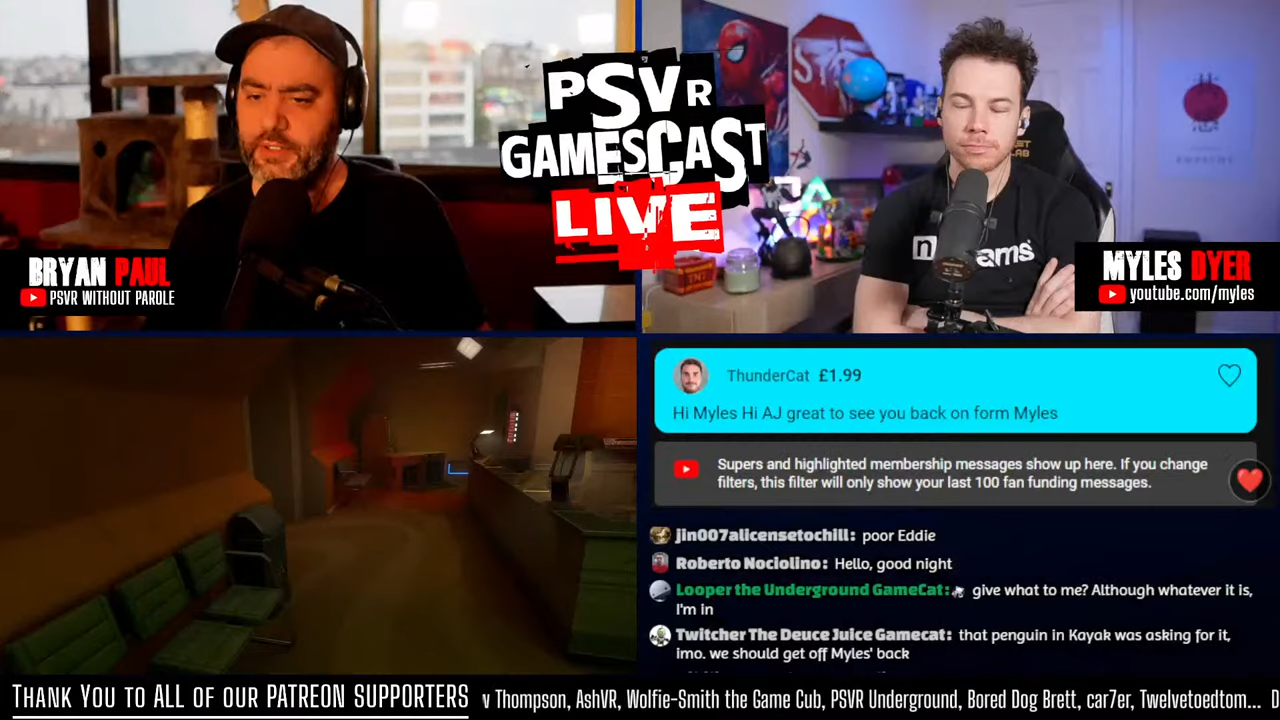 PSVR
GAMESCAST
LIVE
BRYAN PAUL
PSVR WITHOUT PAROLE
MYLES DYER
youtube.com/myles
ThunderCat £1.99
Hi Myles Hi AJ great to see you back on form Myles
Supers and highlighted membership messages show up here. If you change
filters, this filter will only show your last 100 fan funding messages.
jin007alicensetochill: poor Eddie
Roberto Nociolino: Hello, good night
Looper the Underground GameCat: give what to me? Although whatever it is,
I'm in
Twitcher The Deuce Juice Gamecat: that penguin in Kayak was asking for it,
imo. we should get off Myles' back
THANK YOU TO ALL OF OUR PATREON SUPPORTERS
v Thompson, AshVR, Wolfie-Smith the Game Cub, PSVR Underground, Bored Dog Brett, car7er, Twelvetoedtom... D